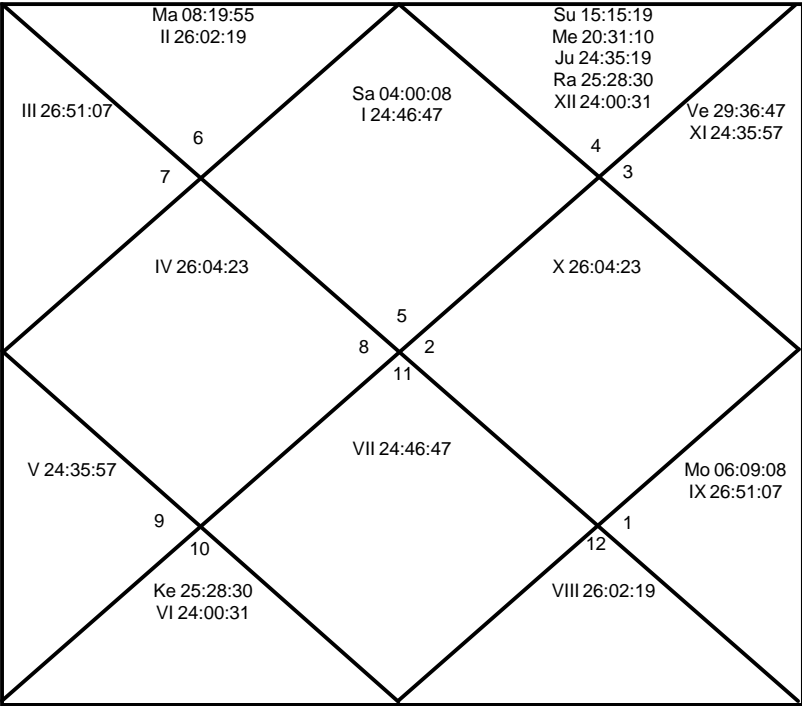 Ma 08:19:55
II 26:02:19
Su 15:15:19
Me 20:31:10
Ju 24:35:19
Ra 25:28:30
XII 24:00:31
Sa 04:00:08
I 24:46:47
III 26:51:07
Ve 29:36:47
XI 24:35:57
6
4
7
3
IV 26:04:23
X 26:04:23
5
8
2
11
VII 24:46:47
V 24:35:57
Mo 06:09:08
IX 26:51:07
9
1
10
12
Ke 25:28:30
VI 24:00:31
VIII 26:02:19